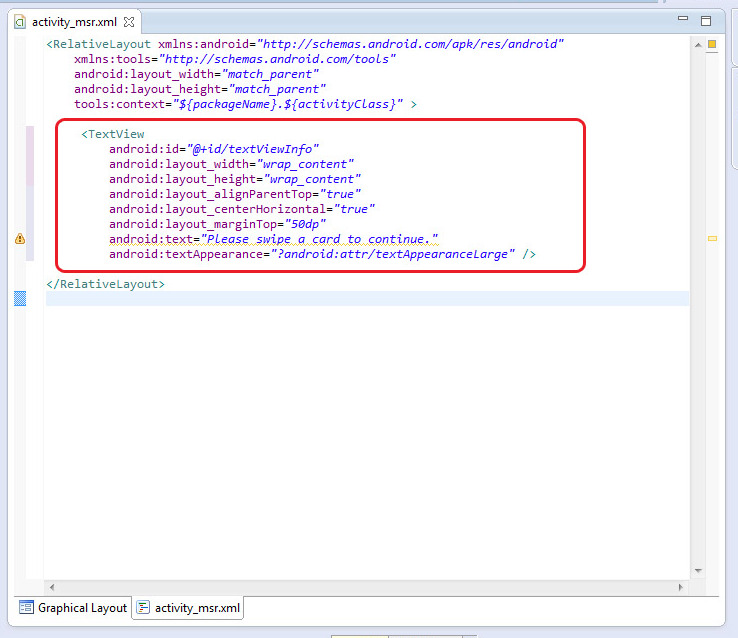 activity_msr.xml
<RelativeLayout xmlns:android="http://schemas.android.com/apk/res/android"
    xmlns:tools="http://schemas.android.com/tools"
    android:layout_width="match_parent"
    android:layout_height="match_parent"
    tools:context="${packageName}.${activityClass}" >
    <TextView
        android:id="@+id/textViewInfo"
        android:layout_width="wrap_content"
        android:layout_height="wrap_content"
        android:layout_alignParentTop="true"
        android:layout_centerHorizontal="true"
        android:layout_marginTop="50dp"
        android:text="Please swipe a card to continue."
        android:textAppearance="?android:attr/textAppearanceLarge" />
</RelativeLayout>
Graphical Layout activity_msr.xml